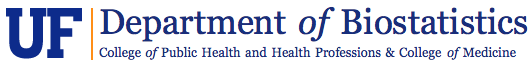 UF Department of Biostatistics
College of Public Health and Health Professions & College of Medicine